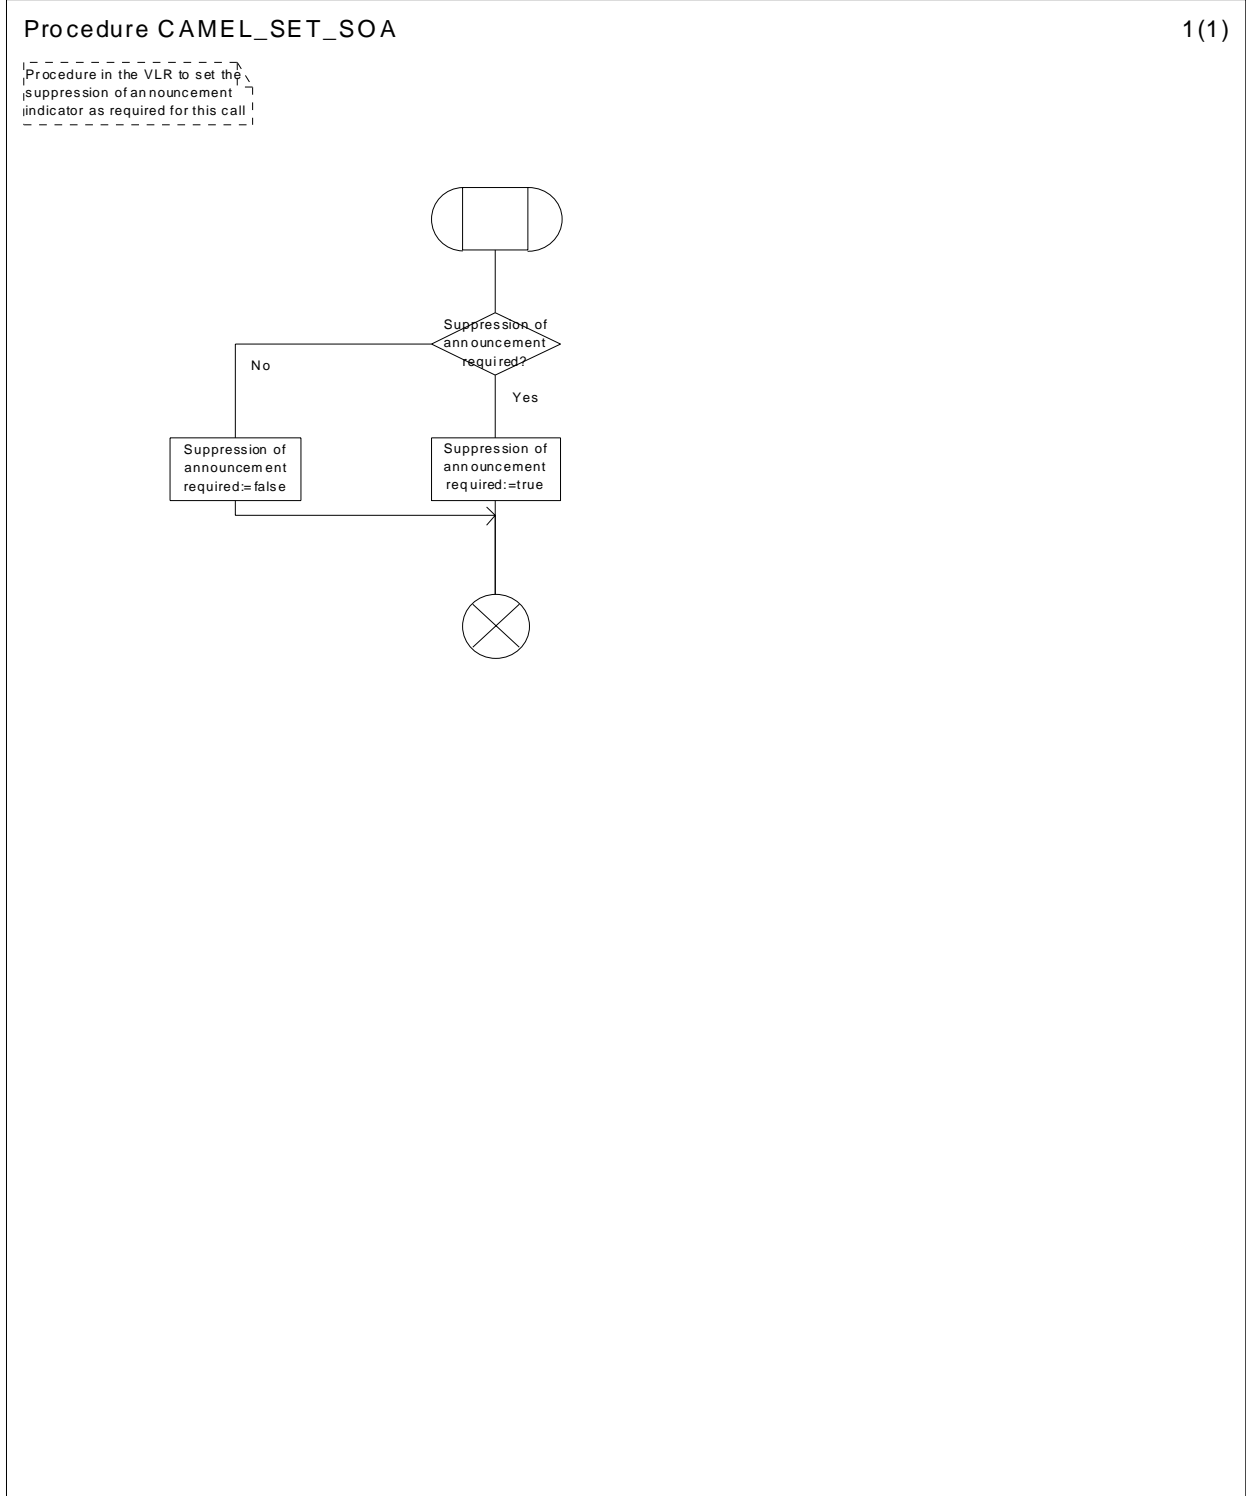 Procedure CAMEL_SET_SOA
1(1)
Procedure in the VLR to set the
suppression of announcement
indicator as required for this call
Suppression of
announcement
required?
No
Yes
Suppression of
announcement
required:=false
Suppression of
announcement
required:=true